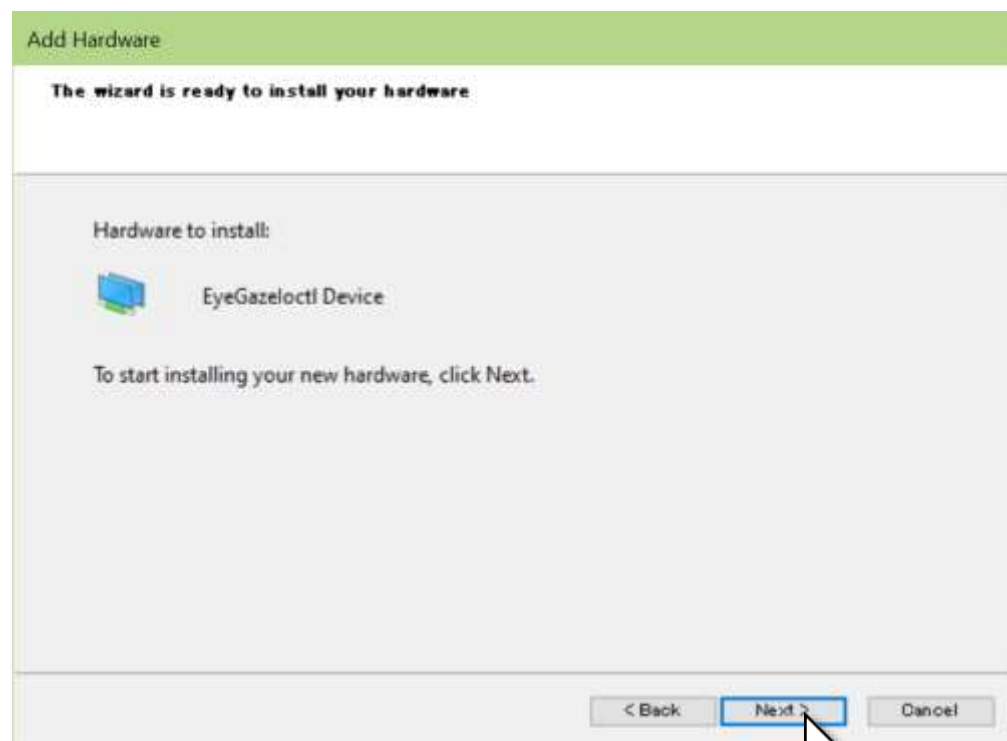 Add Hardware
The wizard is ready to install your hardware
Hardware to install:
EyeGazeIoctl Device
To start installing your new hardware, click Next.
< Back Next > Cancel